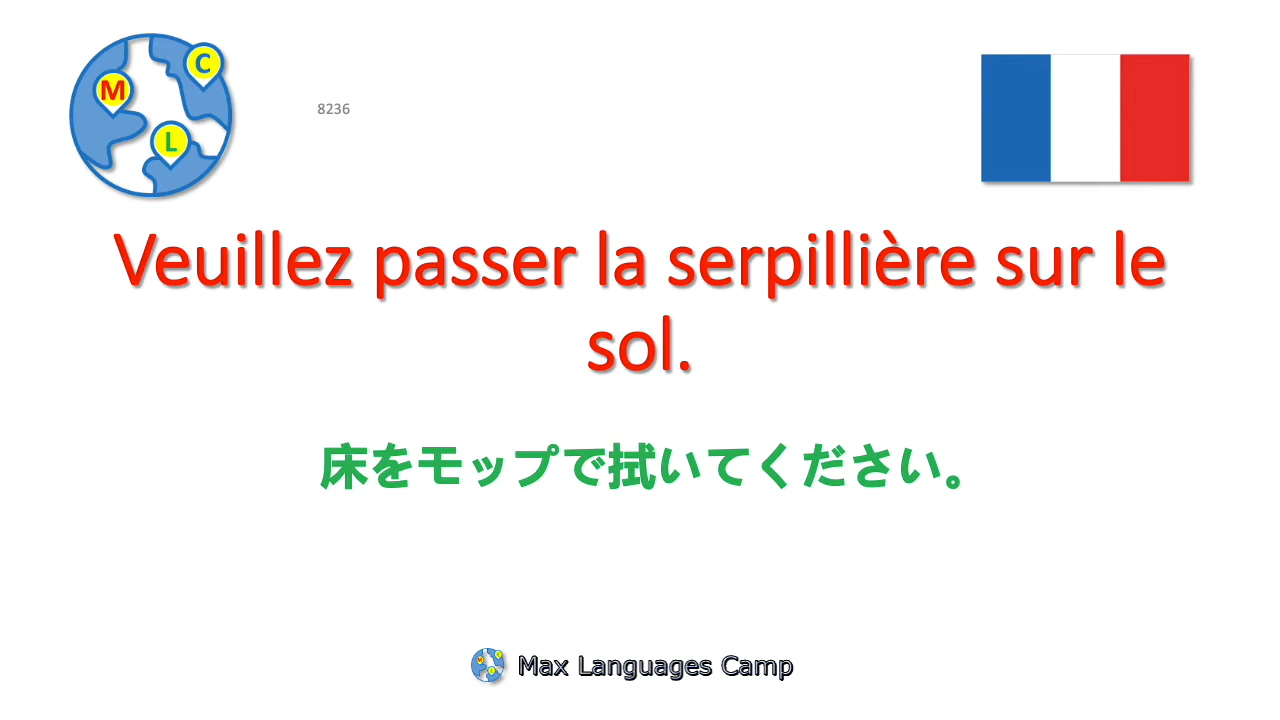 C
M
L
8236
Veuillez passer la serpillière sur le
sol.
床をモップで拭いてください。
Max Languages Camp